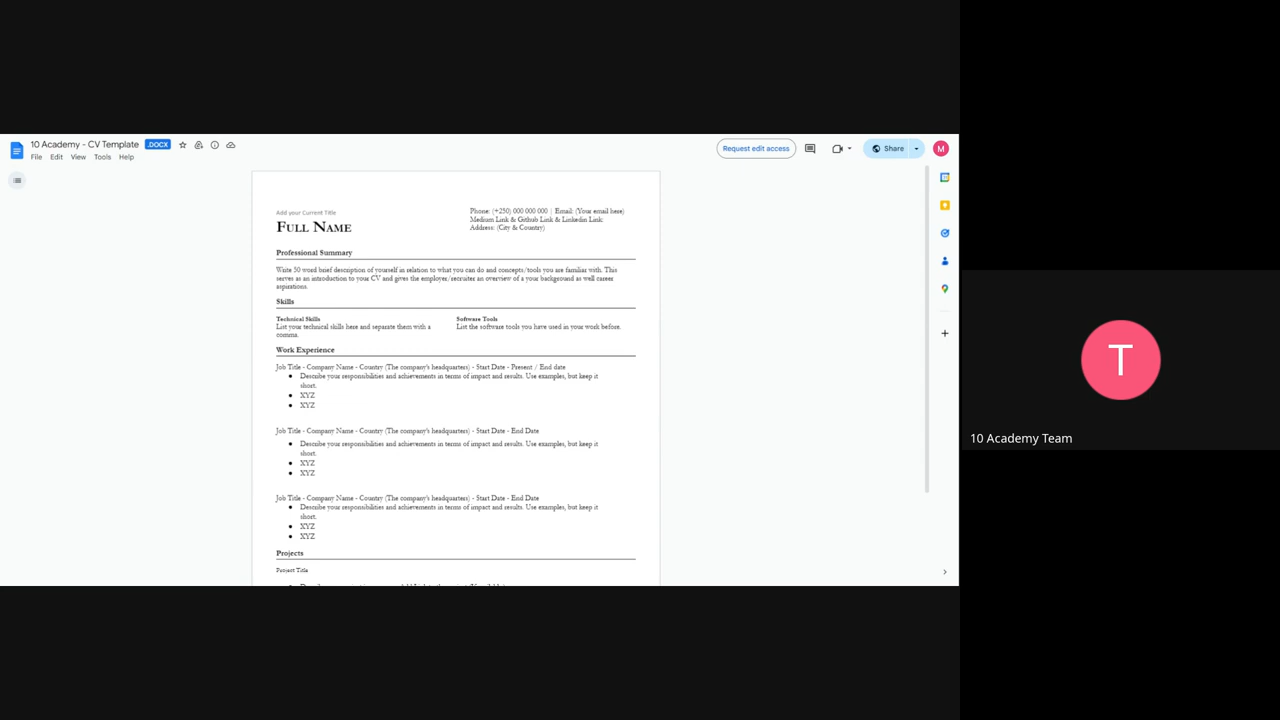 10 Academy - CV Template .DOCX
File Edit View Tools Help
Request edit access
Share
M
Add your Current Title
Full Name
Phone: (+250) 000 000 000 | Email: (Your email here)
Medium Link & Github Link & Linkedin Link
Address: (City & Country)
Professional Summary
Write 50 word brief description of yourself in relation to what you can do and concepts/tools you are familiar with. This
serves as an introduction to your CV and gives the employer/recruiter an overview of a your background as well career
aspirations.
Skills
Technical Skills
List your technical skills here and separate them with a
comma.
Software Tools
List the software tools you have used in your work before.
Work Experience
Job Title - Company Name - Country (The company's headquarters) - Start Date - Present / End date
● Describe your responsibilities and achievements in terms of impact and results. Use examples, but keep it
short.
● XYZ
● XYZ
Job Title - Company Name - Country (The company's headquarters) - Start Date - End Date
● Describe your responsibilities and achievements in terms of impact and results. Use examples, but keep it
short.
● XYZ
● XYZ
Job Title - Company Name - Country (The company's headquarters) - Start Date - End Date
● Describe your responsibilities and achievements in terms of impact and results. Use examples, but keep it
short.
● XYZ
● XYZ
Projects
Project Title
T
10 Academy Team